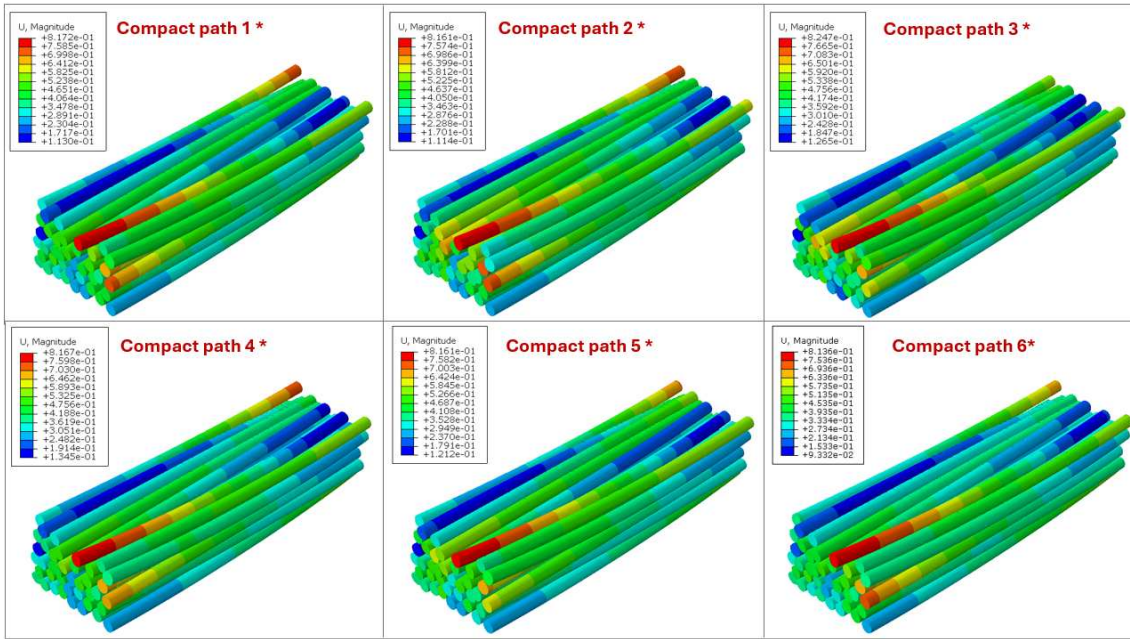 U, Magnitude
Compact path 1 *
+8.172e-01
+7.585e-01
+6.998e-01
+6.412e-01
+5.825e-01
+5.238e-01
+4.651e-01
+4.064e-01
+3.478e-01
+2.891e-01
+2.304e-01
+1.717e-01
+1.130e-01
U, Magnitude
Compact path 2 *
+8.161e-01
+7.574e-01
+6.986e-01
+6.399e-01
+5.812e-01
+5.225e-01
+4.637e-01
+4.050e-01
+3.463e-01
+2.876e-01
+2.288e-01
+1.701e-01
+1.114e-01
U, Magnitude
Compact path 3 *
+8.247e-01
+7.665e-01
+7.083e-01
+6.501e-01
+5.920e-01
+5.338e-01
+4.756e-01
+4.174e-01
+3.592e-01
+3.010e-01
+2.428e-01
+1.847e-01
+1.265e-01
U, Magnitude
Compact path 4 *
+8.167e-01
+7.598e-01
+7.030e-01
+6.462e-01
+5.893e-01
+5.325e-01
+4.756e-01
+4.188e-01
+3.619e-01
+3.051e-01
+2.482e-01
+1.914e-01
+1.345e-01
U, Magnitude
Compact path 5 *
+8.161e-01
+7.582e-01
+7.003e-01
+6.424e-01
+5.845e-01
+5.266e-01
+4.687e-01
+4.108e-01
+3.528e-01
+2.949e-01
+2.370e-01
+1.791e-01
+1.212e-01
U, Magnitude
Compact path 6*
+8.136e-01
+7.536e-01
+6.936e-01
+6.336e-01
+5.735e-01
+5.135e-01
+4.535e-01
+3.935e-01
+3.334e-01
+2.734e-01
+2.134e-01
+1.533e-01
+9.332e-02